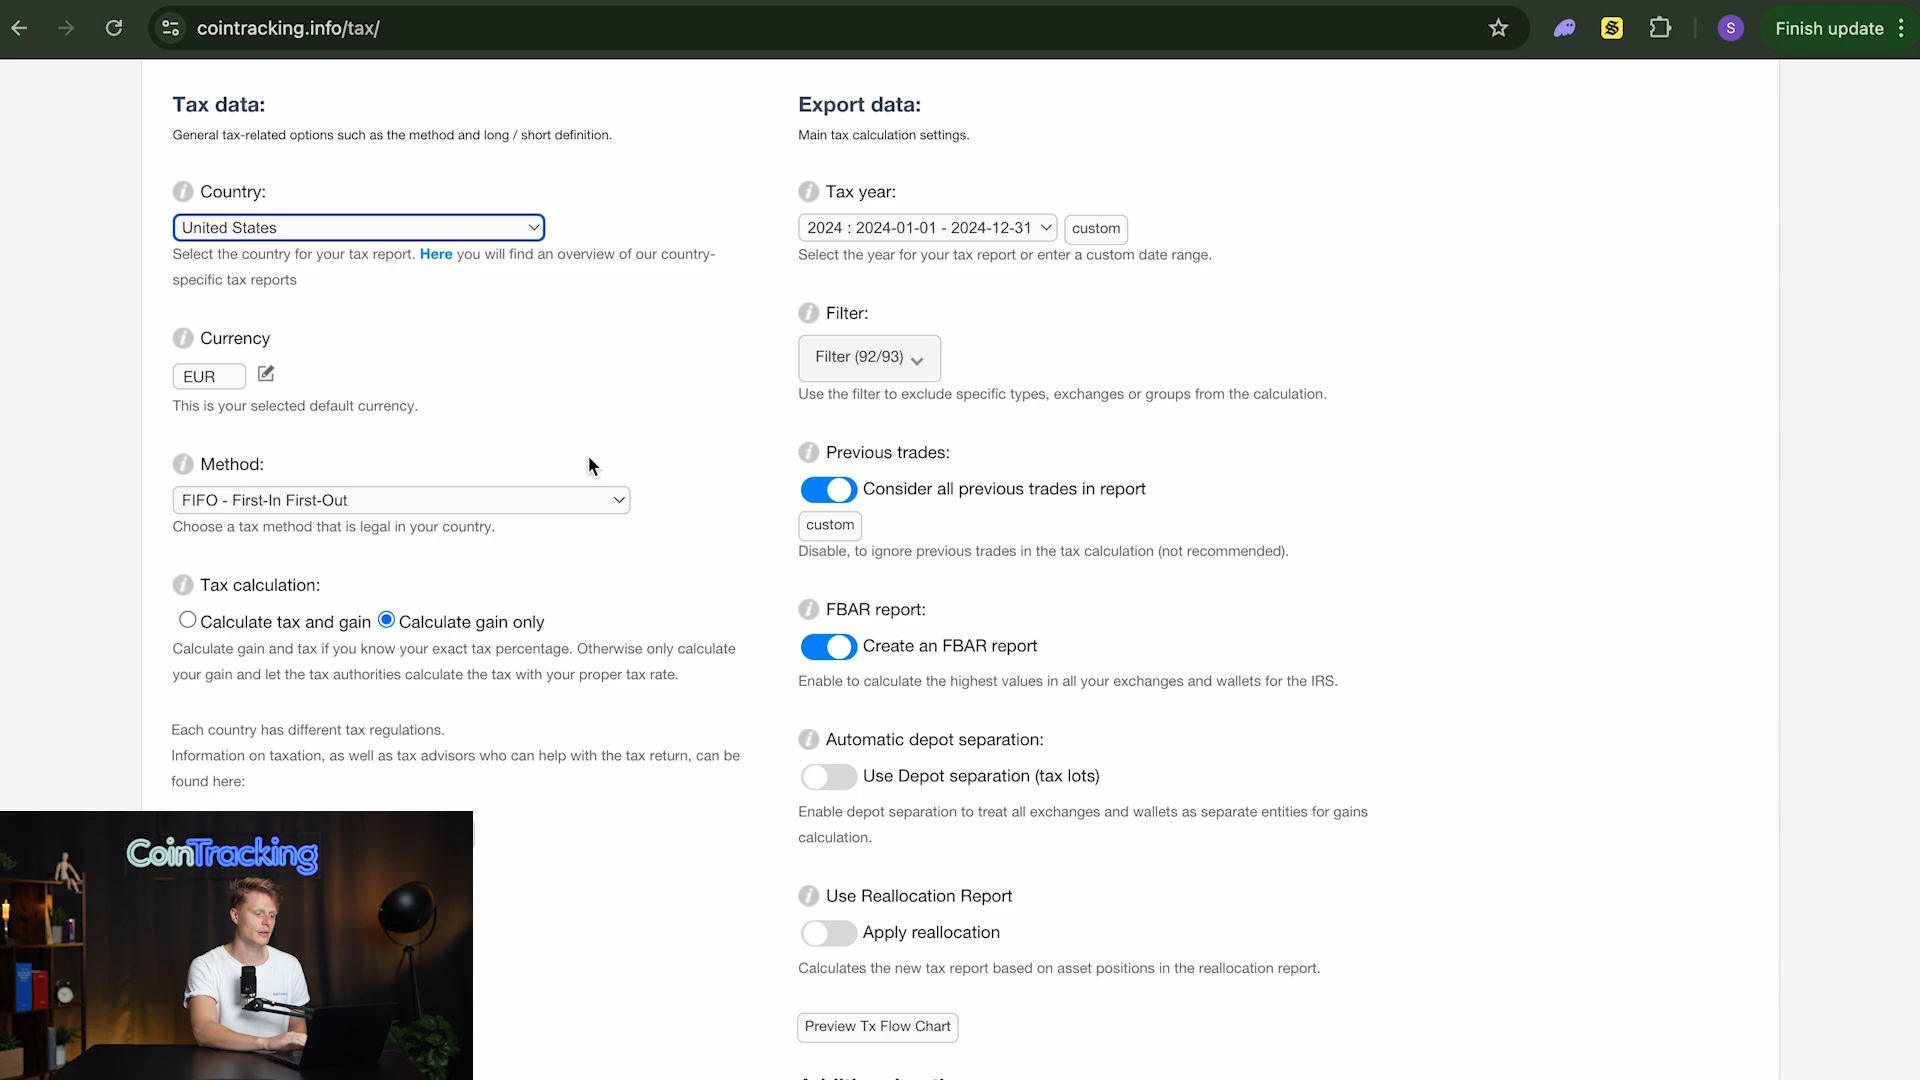 cointracking.info/tax/
S
Finish update
Tax data:
General tax-related options such as the method and long / short definition.
Country:
United States
Select the country for your tax report. Here you will find an overview of our country-
specific tax reports
Currency
EUR
This is your selected default currency.
Method:
FIFO - First-In First-Out
Choose a tax method that is legal in your country.
Tax calculation:
Calculate tax and gain Calculate gain only
Calculate gain and tax if you know your exact tax percentage. Otherwise only calculate
your gain and let the tax authorities calculate the tax with your proper tax rate.
Each country has different tax regulations.
Information on taxation, as well as tax advisors who can help with the tax return, can be
found here:
CoinTracking
Export data:
Main tax calculation settings.
Tax year:
2024 : 2024-01-01 - 2024-12-31 custom
Select the year for your tax report or enter a custom date range.
Filter:
Filter (92/93)
Use the filter to exclude specific types, exchanges or groups from the calculation.
Previous trades:
Consider all previous trades in report
custom
Disable, to ignore previous trades in the tax calculation (not recommended).
FBAR report:
Create an FBAR report
Enable to calculate the highest values in all your exchanges and wallets for the IRS.
Automatic depot separation:
Use Depot separation (tax lots)
Enable depot separation to treat all exchanges and wallets as separate entities for gains
calculation.
Use Reallocation Report
Apply reallocation
Calculates the new tax report based on asset positions in the reallocation report.
Preview Tx Flow Chart